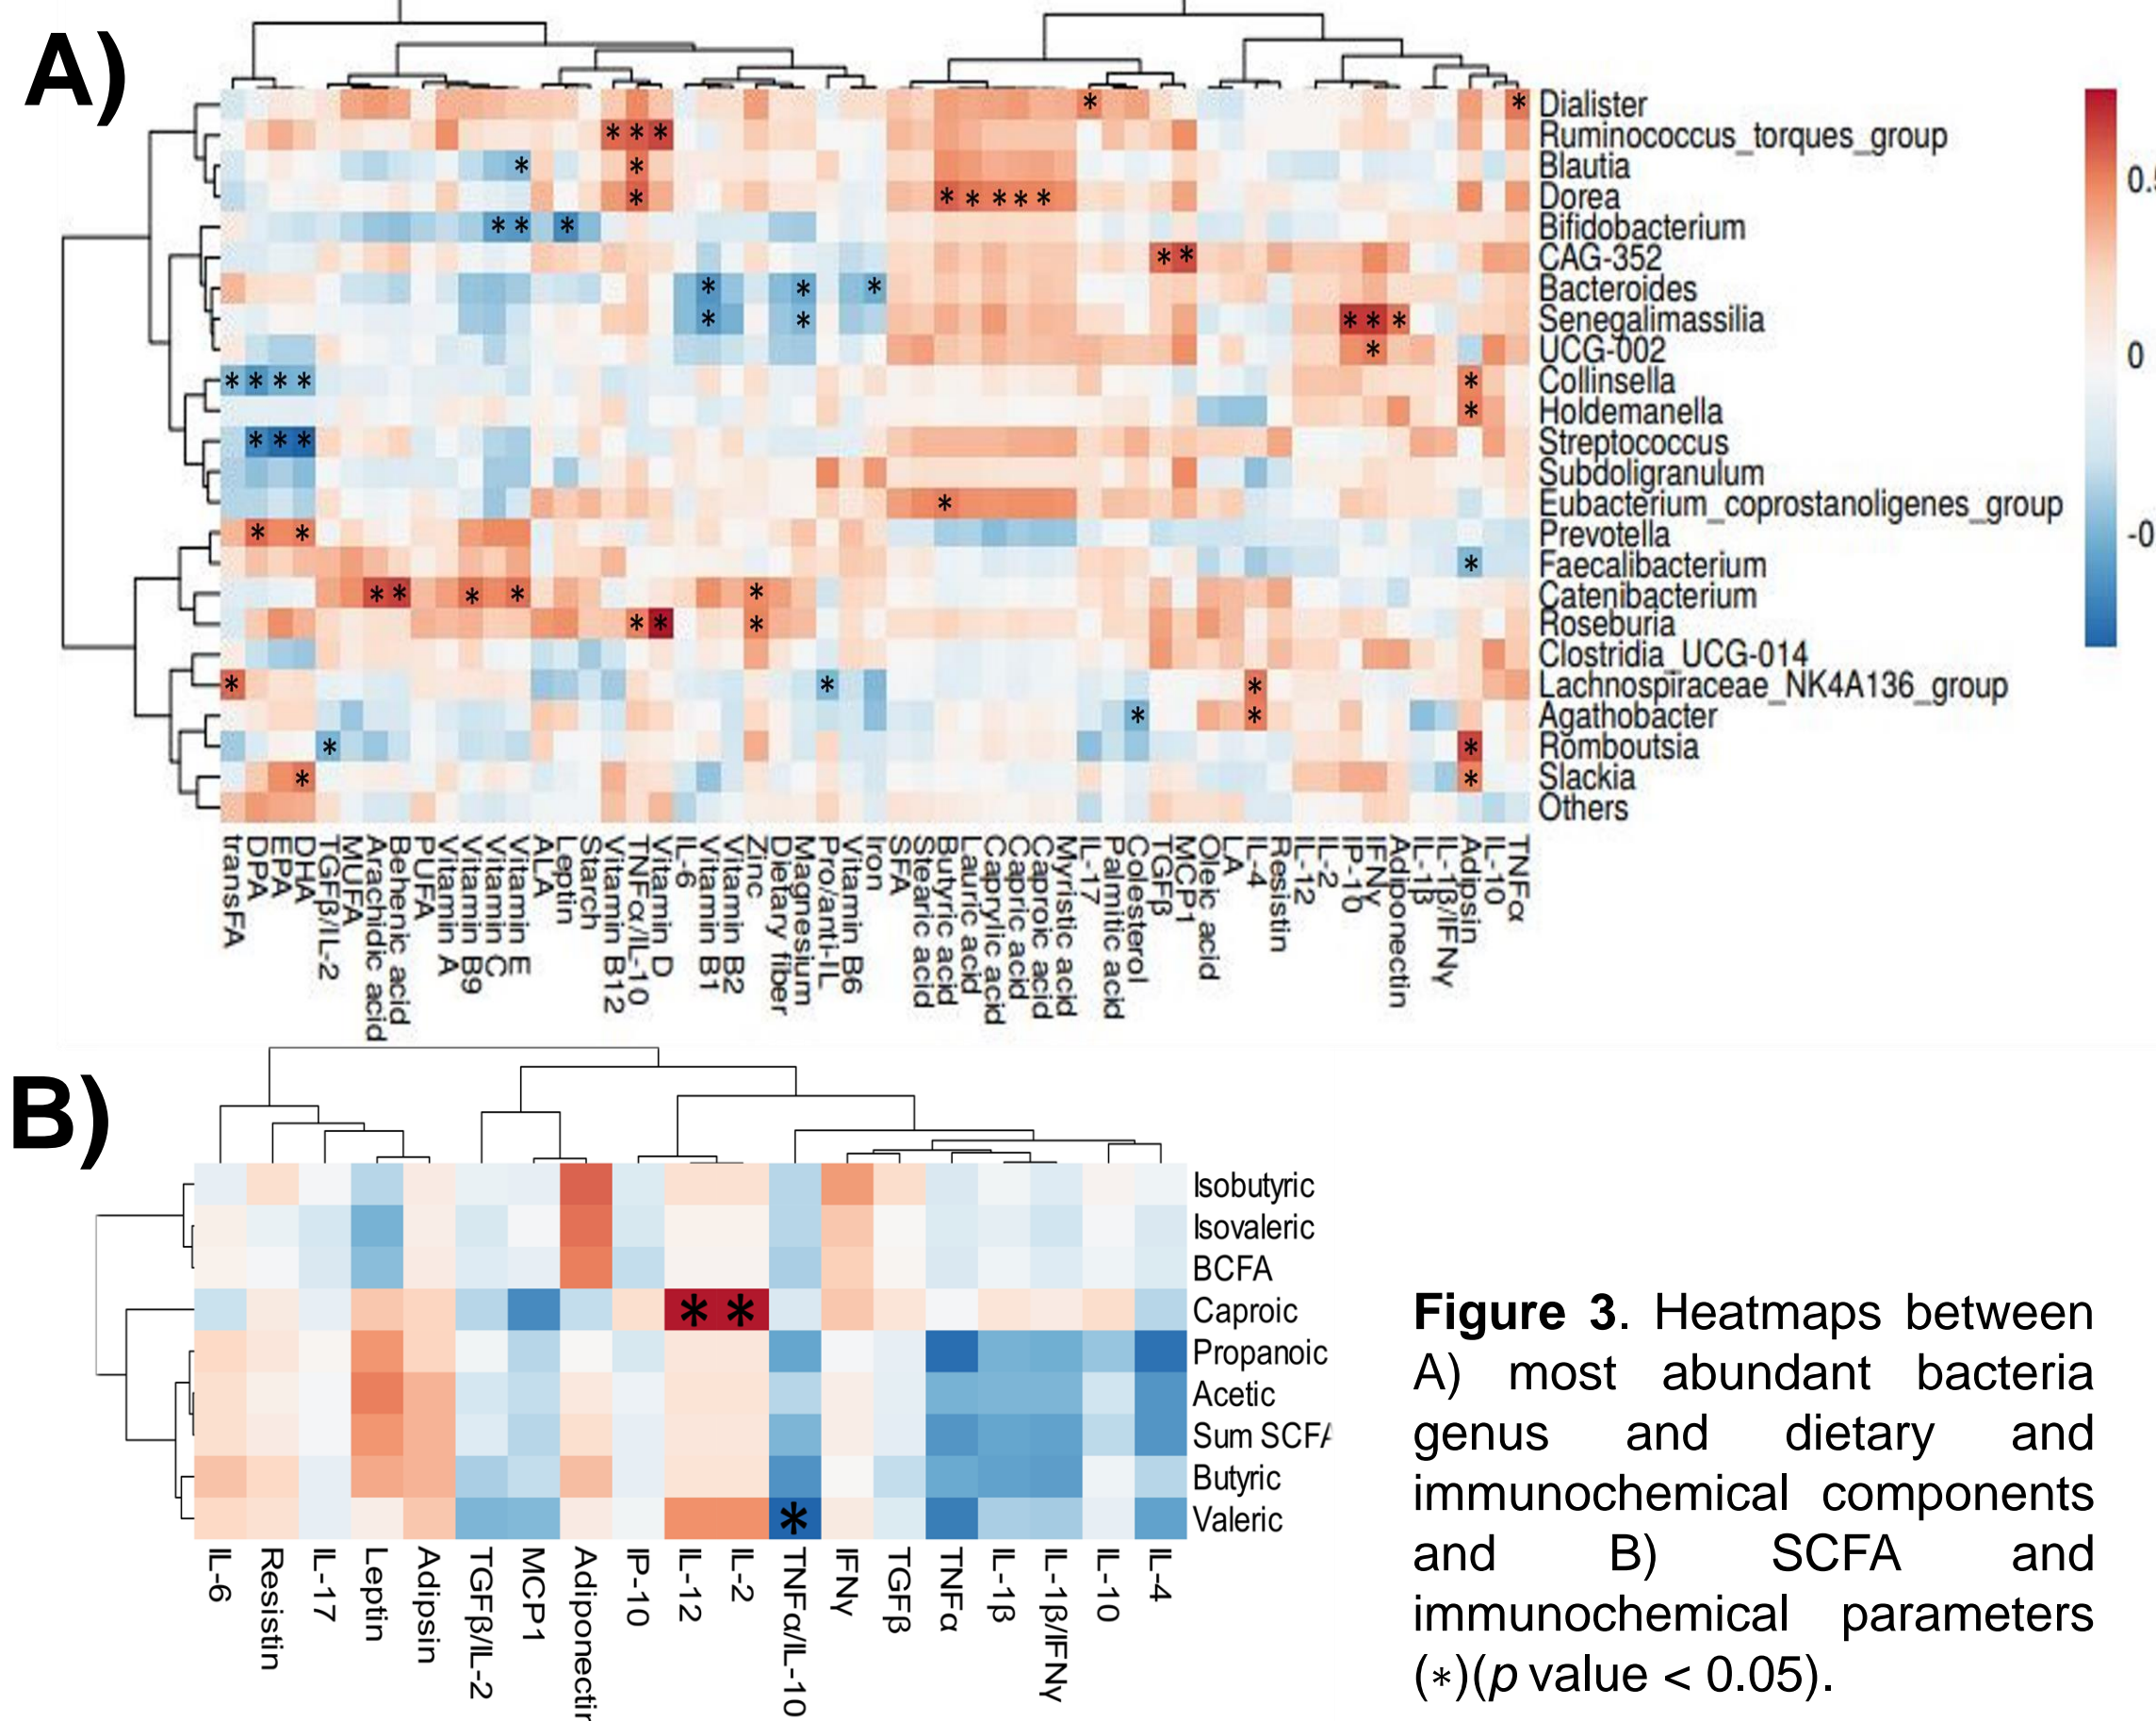 A)
Dialister
Ruminococcus_torques_group
Blautia
Dorea
Bifidobacterium
CAG-352
Bacteroides
Senegalimassilia
UCG-002
Collinsella
Holdemanella
Streptococcus
Subdoligranulum
Eubacterium_coprostanoligenes_group
Prevotella
Faecalibacterium
Catenibacterium
Roseburia
Clostridia_UCG-014
Lachnospiraceae_NK4A136_group
Agathobacter
Romboutsia
Slackia
Others
0.5
0
-0
transFA
DPA
EPA
DHA
TGFβ/IL-2
MUFA
Arachidic acid
Behenic acid
PUFA
Vitamin A
Vitamin B9
Vitamin C
Vitamin E
ALA
Leptin
Starch
Vitamin B12
TNFα/IL-10
Vitamin D
IL-6
Vitamin B1
Vitamin B2
Zinc
Dietary fiber
Magnesium
Pro/anti-IL
Vitamin B6
Iron
SFA
Stearic acid
Butyric acid
Lauric acid
Caprylic acid
Capric acid
Caproic acid
Myristic acid
IL-17
Palmitic acid
Colesterol
TGFβ
MCP1
Oleic acid
LA
IL-4
Resistin
IL-12
IL-2
IP-10
IFNγ
Adiponectin
IL-1β
IL-1β/IFNγ
Adipsin
IL-10
TNFα
B)
Isobutyric
Isovaleric
BCFA
Caproic
Propanoic
Acetic
Sum SCFA
Butyric
Valeric
IL-6
Resistin
IL-17
Leptin
Adipsin
TGFβ/IL-2
MCP1
Adiponectin
IP-10
IL-12
IL-2
TNFα/IL-10
IFNγ
TGFβ
TNFα
IL-1β
IL-1β/IFNγ
IL-10
IL-4
Figure 3. Heatmaps between
A) most abundant bacteria
genus and dietary and
immunochemical components
and B) SCFA and
immunochemical parameters
(*)(p value < 0.05).